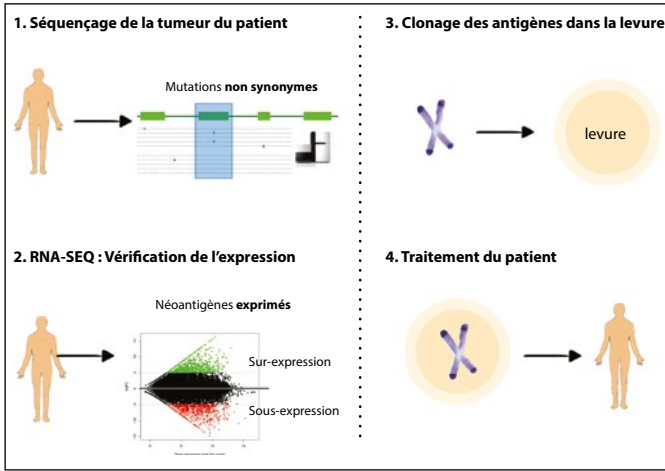 1. Séquençage de la tumeur du patient
Mutations non synonymes
2. RNA-SEQ : Vérification de l'expression
Néoantigènes exprimés
Sur-expression
Sous-expression
3. Clonage des antigènes dans la levure
levure
4. Traitement du patient